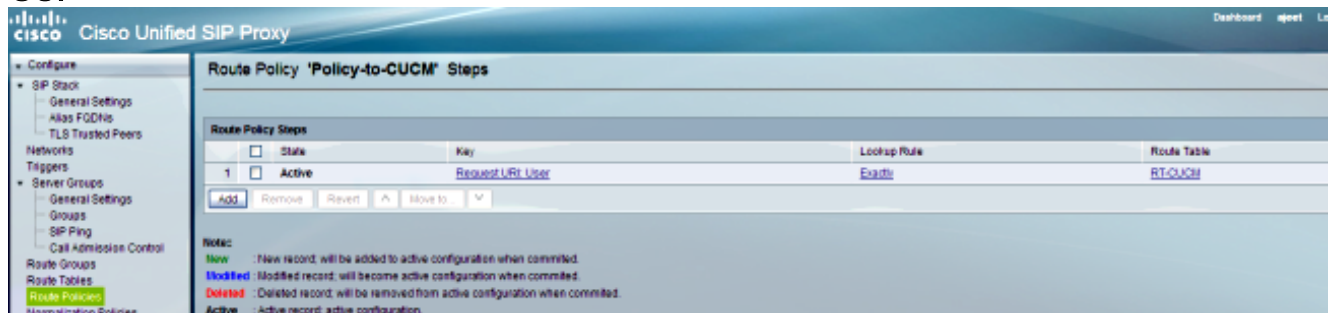 cisco Cisco Unified SIP Proxy
Dashboard ajeet
Configure
SIP Stack
General Settings
Alias FQDNs
TLS Trusted Peers
Networks
Triggers
Server Groups
General Settings
Groups
SIP Ping
Call Admission Control
Route Groups
Route Tables
Route Policies
Normalization Policies
Route Policy 'Policy-to-CUCM' Steps
Route Policy Steps
State Key Lookup Rule Route Table
1 Active Request URI: User Exactly RT-CUCM
Add Remove Revert Move to...
Note:
New : New record; will be added to active configuration when commited.
Modified : Modified record; will become active configuration when commited.
Deleted : Deleted record; will be removed from active configuration when commited.
Active : Active record; active configuration.